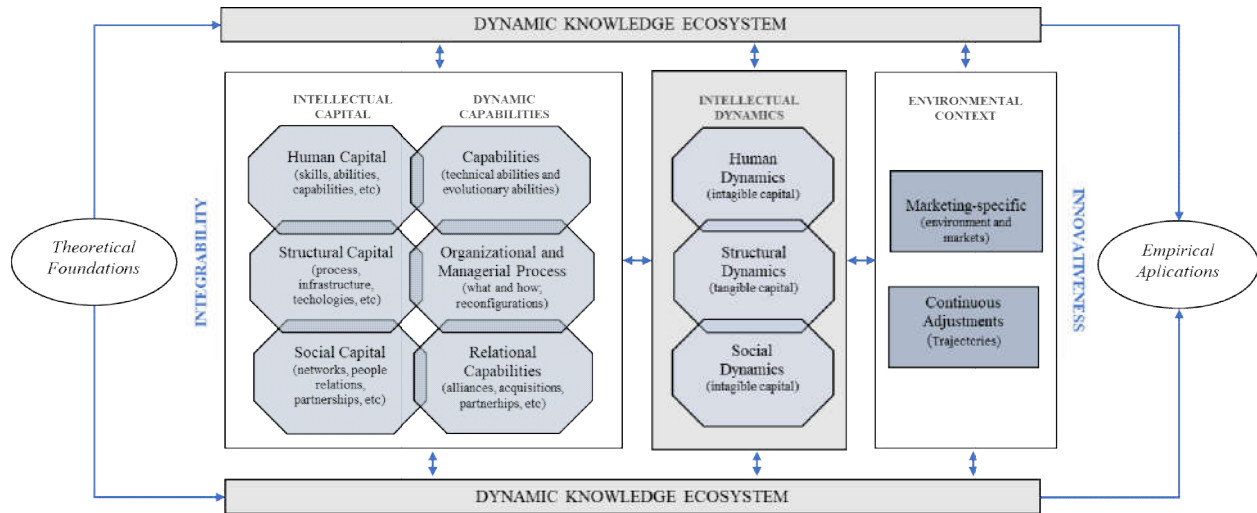 DYNAMIC KNOWLEDGE ECOSYSTEM
Theoretical
Foundations
INTEGRABILITY
INTELLECTUAL
CAPITAL
Human Capital
(skills, abilities,
capabilities, etc)
Structural Capital
(process,
infrastructure,
techologies, etc)
Social Capital
(networks, people
relations,
partnerships, etc)
DYNAMIC
CAPABILITIES
Capabilities
(technical abilities and
evolutionary abilities)
Organizational and
Managerial Process
(what and how;
reconfigurations)
Relational
Capabilities
(alliances, acquisitions,
partnerhips, etc)
INTELLECTUAL
DYNAMICS
Human
Dynamics
(intagible capital)
Structural
Dynamics
(tangible capital)
Social
Dynamics
(intagible capital)
ENVIRONMENTAL
CONTEXT
Marketing-specific
(environment and
markets)
Continuous
Adjustments
(Trajectories)
INNOVATIVENESS
Empirical
Aplications
DYNAMIC KNOWLEDGE ECOSYSTEM